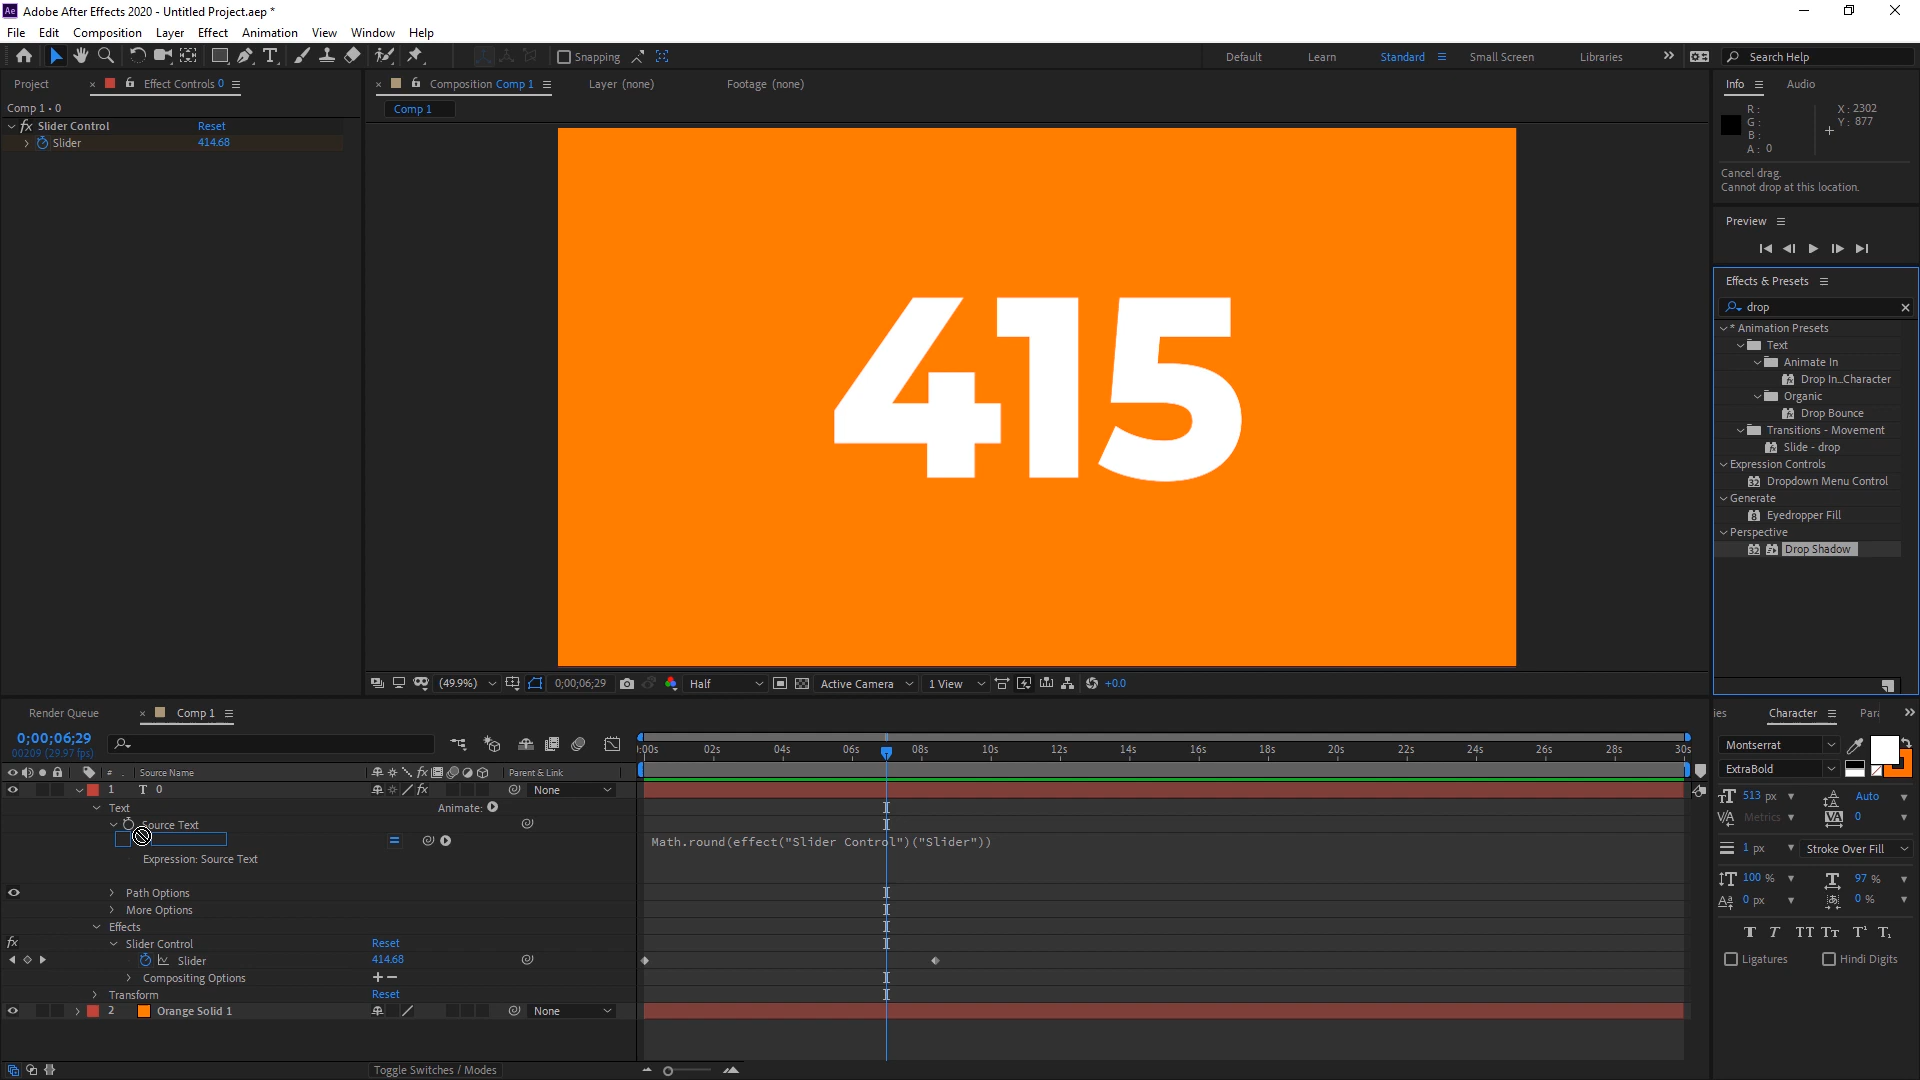 Adobe After Effects 2020 - Untitled Project.aep *
File Edit Composition Layer Effect Animation View Window Help
Snapping Default Learn Standard Small Screen Libraries Search Help
Project Effect Controls 0 Composition Comp 1 Layer (none) Footage (none) Info Audio
Comp 1 • 0
Comp 1
Slider Control Reset
Slider 414.68
R:
G:
B:
A: 0
X: 2302
Y: 877
Cancel drag.
Cannot drop at this location.
Preview
Effects & Presets
drop
* Animation Presets
Text
Animate In
Drop In...Character
Organic
Drop Bounce
Transitions - Movement
Slide - drop
Expression Controls
Dropdown Menu Control
Generate
Eyedropper Fill
Perspective
Drop Shadow
415
(49.9%) 0;00;06;29 Half Active Camera 1 View +0.0
Render Queue Comp 1
0;00;06;29
00209 (29.97 fps)
:00s 02s 04s 06s 08s 10s 12s 14s 16s 18s 20s 22s 24s 26s 28s 30s
# Source Name Parent & Link
1 T 0 None
Text Animate:
Source Text
Math.round(effect("Slider Control")("Slider"))
Expression: Source Text
Path Options
More Options
Effects
Slider Control Reset
Slider 414.68
Compositing Options
Transform Reset
2 Orange Solid 1 None
Toggle Switches / Modes
ies Character Par
Montserrat
ExtraBold
513 px Auto
Metrics 0
1 px Stroke Over Fill
100 % 97 %
0 px 0 %
T T TT Tt T¹ T₁
Ligatures Hindi Digits